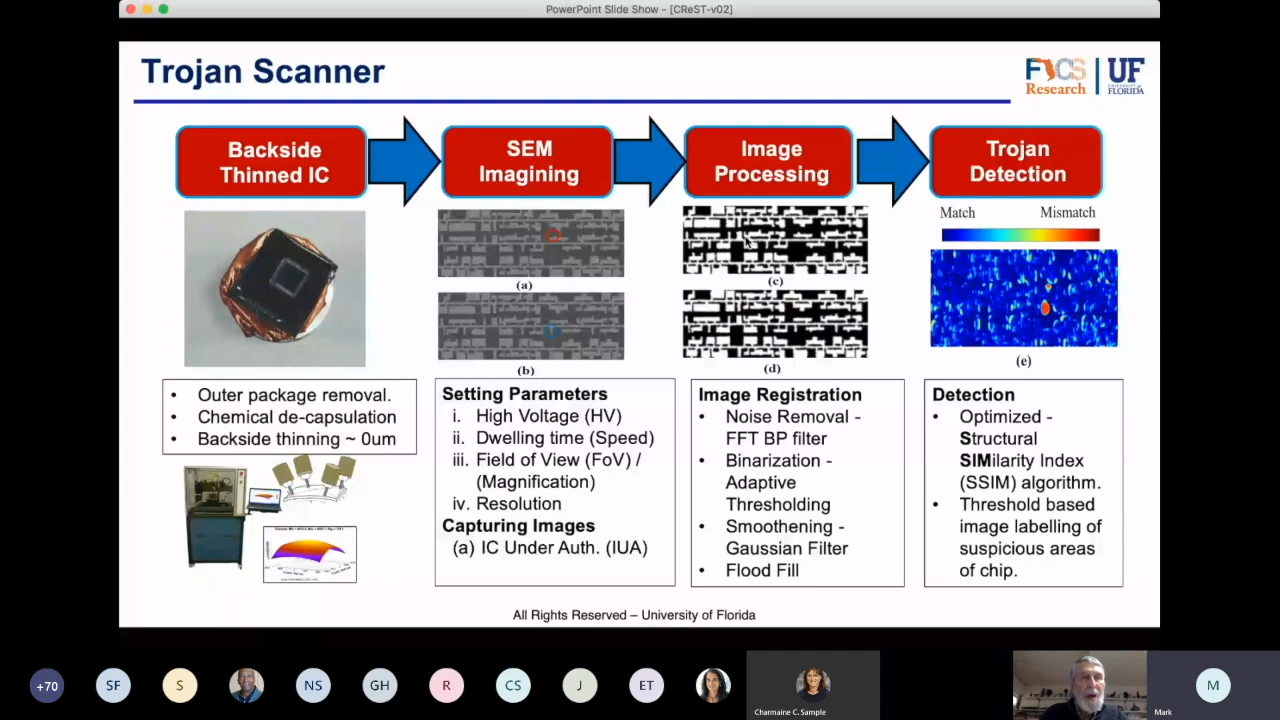 PowerPoint Slide Show - [CReST-v02]
Trojan Scanner
FICS
Research
UF
UNIVERSITY of
FLORIDA
Backside
Thinned IC
SEM
Imagining
Image
Processing
Trojan
Detection
Match Mismatch
(a)
(b)
(c)
(d)
(e)
• Outer package removal.
• Chemical de-capsulation
• Backside thinning ~ 0um
Setting Parameters
i. High Voltage (HV)
ii. Dwelling time (Speed)
iii. Field of View (FoV) /
(Magnification)
iv. Resolution
Capturing Images
(a) IC Under Auth. (IUA)
Image Registration
• Noise Removal -
FFT BP filter
• Binarization -
Adaptive
Thresholding
• Smoothening -
Gaussian Filter
• Flood Fill
Detection
• Optimized -
Structural
SIMilarity Index
(SSIM) algorithm.
• Threshold based
image labelling of
suspicious areas
of chip.
All Rights Reserved – University of Florida
+70
SF
S
NS
GH
R
CS
J
ET
Charmaine C. Sample
M
Mark